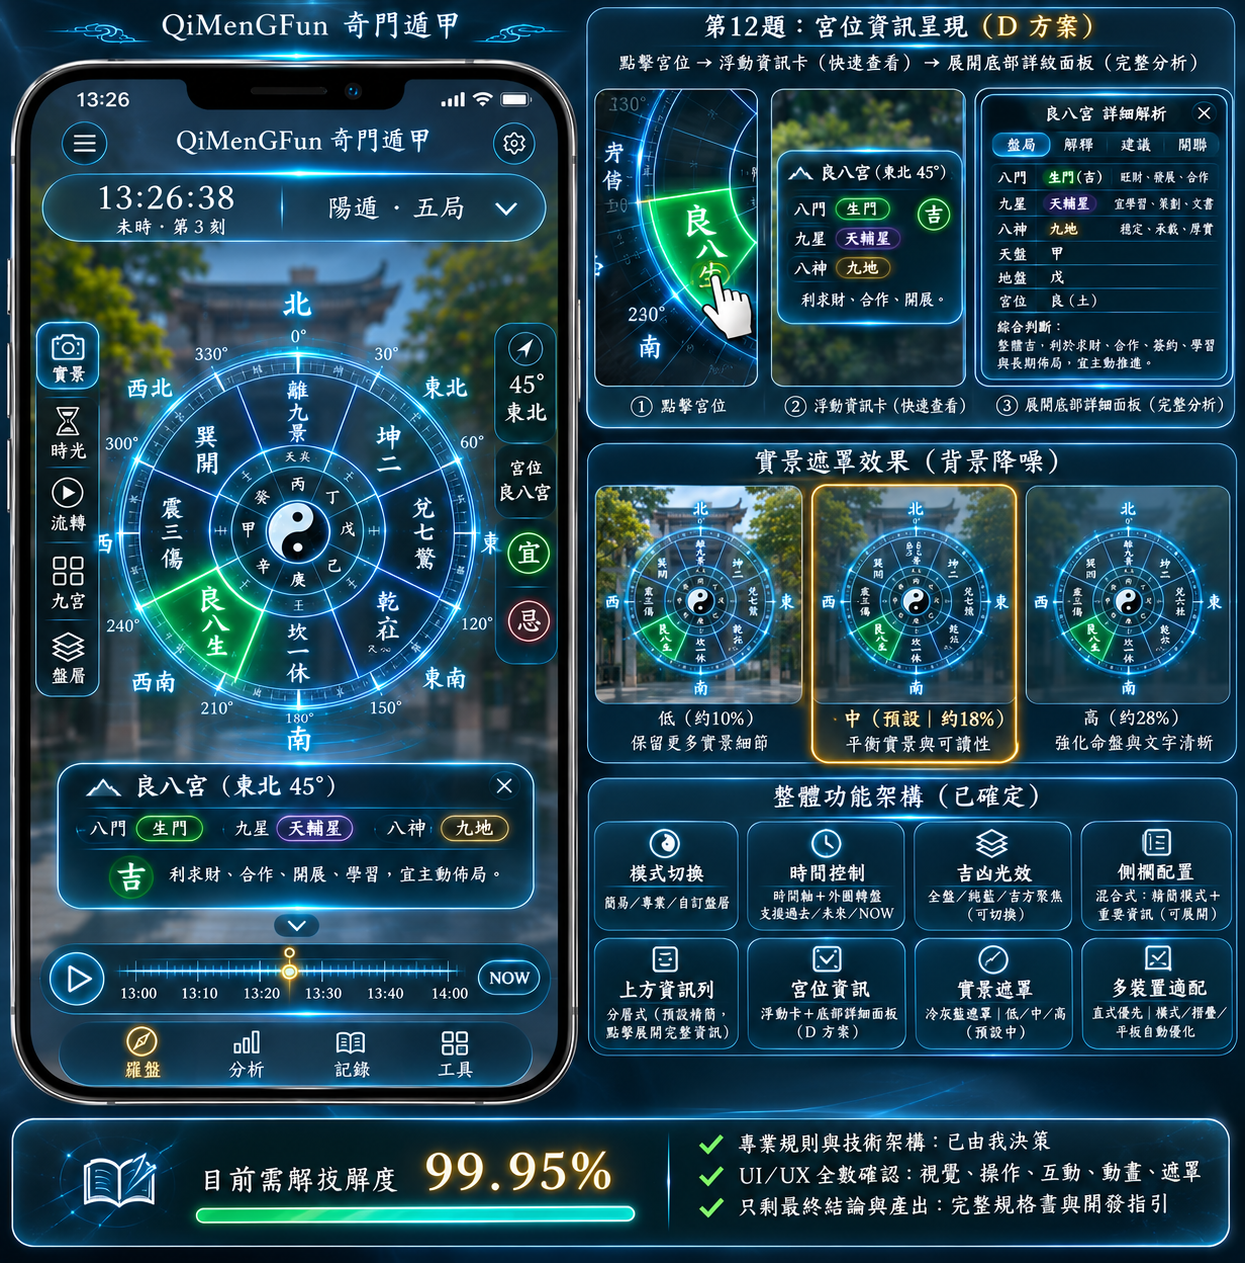 QiMenGFun 奇門遁甲
13:26
QiMenGFun 奇門遁甲
13:26:38
未時・第 3 刻
陽遁・五局
實景
時光
流轉
九宮
盤層
北
0°
30°
東北
60°
東
120°
東南
150°
180°
南
210°
西南
240°
西
300°
西北
330°
離九景
坤二
兌七驚
乾
坎一休
良八生
震三傷
巽開
丙
丁
戊
己
庚
辛
甲
癸
壬
45°
東北
宮位
良八宮
宜
忌
良八宮（東北 45°）
八門 生門 九星 天輔星 八神 九地
吉 利求財、合作、開展、學習，宜主動佈局。
NOW
13:00 13:10 13:20 13:30 13:40 14:00
羅盤 分析 記錄 工具
第12題：宮位資訊呈現（D 方案）
點擊宮位 → 浮動資訊卡（快速查看）→ 展開底部詳紋面板（完整分析）
130°
良八生
230°
南
① 點擊宮位
良八宮（東北 45°）
八門 生門
九星 天輔星
八神 九地
吉
利求財、合作、開展。
② 浮動資訊卡（快速查看）
良八宮 詳細解析
盤局 解釋 建議 開聯
八門 生門(吉) 旺財、發展、合作
九星 天輔星 宜學習、策劃、文書
八神 九地 穩定、承載、厚實
天盤 甲
地盤 戊
宮位 良（土）
綜合判斷：
整體吉，利於求財、合作、簽約、學習
與長期佈局，宜主動推進。
③ 展開底部詳細面板（完整分析）
實景遮罩效果（背景降噪）
北
西
東
南
低（約10%）
保留更多實景細節
北
西
東
南
中（預設｜約18%）
平衡實景與可讀性
北
西
東
南
高（約28%）
強化命盤與文字清晰
整體功能架構（已確定）
模式切換
簡易／專業／自訂盤層
時間控制
時間軸＋外圈轉盤
支援過去／未來／NOW
吉凶光效
全盤／純藍／吉方聚焦
（可切換）
側欄配置
混合式：精簡模式＋
重要資訊（可展開）
上方資訊列
分層式（預設精簡，
點擊展開完整資訊）
宮位資訊
浮動卡＋底部詳細面板
（D 方案）
實景遮罩
冷灰藍遮罩｜低／中／高
（預設中）
多裝置適配
直式優先｜橫式／摺疊／
平板自動優化
目前需解技解度 99.95%
專業規則與技術架構：已由我決策
UI／UX 全數確認：視覺、操作、互動、動畫、遮罩
只剩最終結論與產出：完整規格書與開發指引